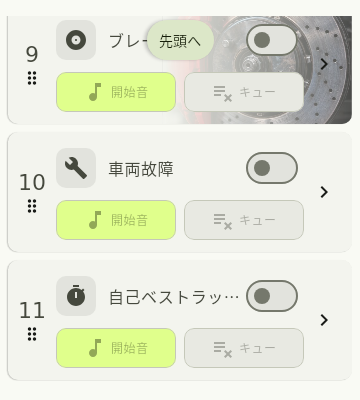 9
ブレー
先頭へ
開始音
キュー
10
車両故障
開始音
キュー
11
自己ベストラッ…
開始音
キュー